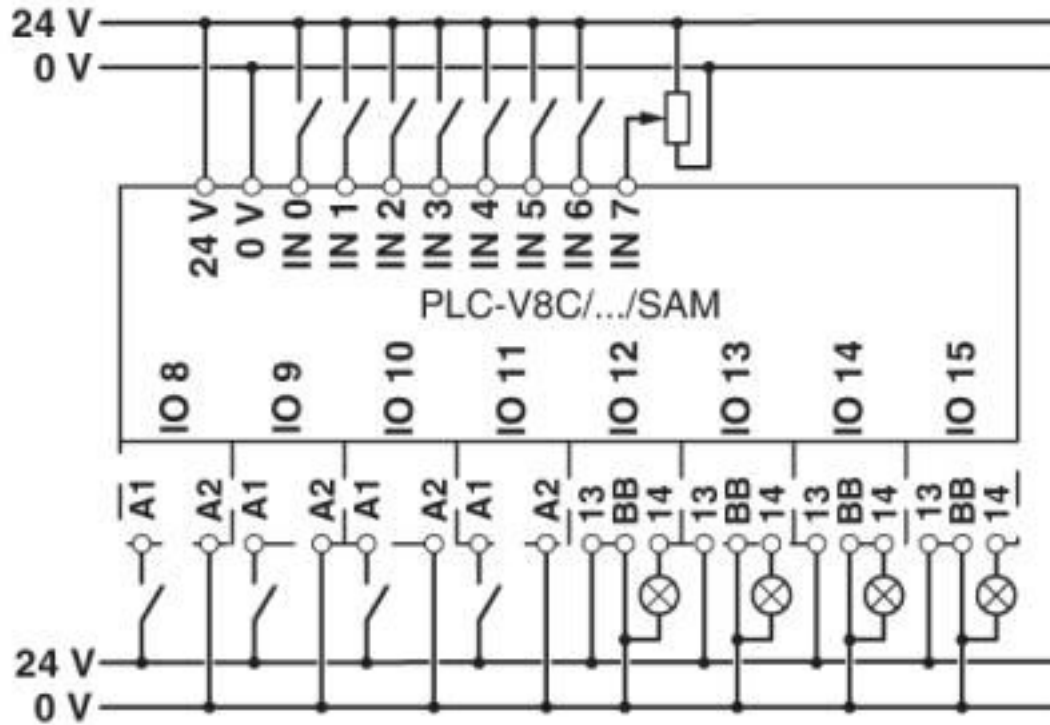 24 V
0 V
24 V
0 V
IN 0
IN 1
IN 2
IN 3
IN 4
IN 5
IN 6
IN 7
PLC-V8C/.../SAM
IO 8
IO 9
IO 10
IO 11
IO 12
IO 13
IO 14
IO 15
A1
A2
A1
A2
A1
A2
A1
A2
13
BB
14
13
BB
14
13
BB
14
13
BB
14
24 V
0 V